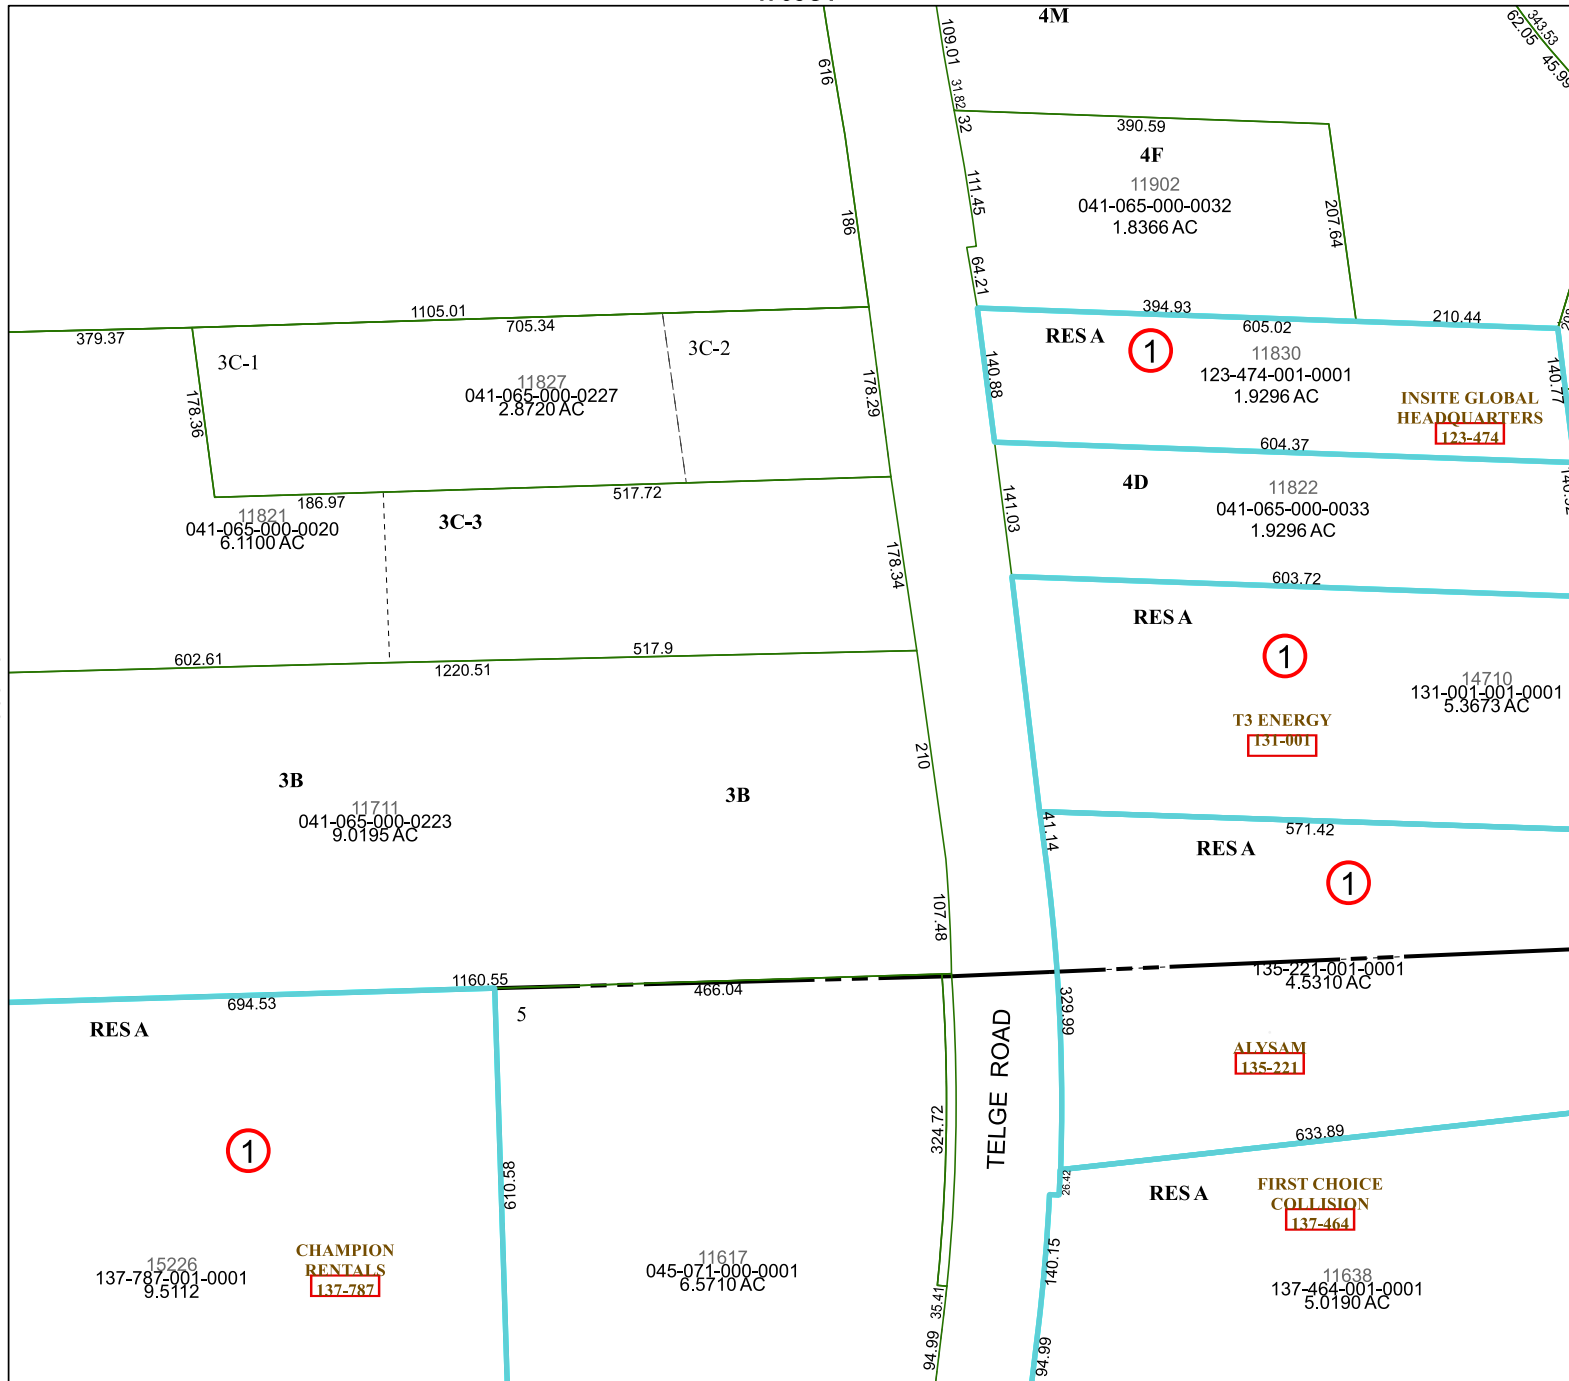 4M
343.53
62.05
45.99
616
109.01
31.82
32
390.59
4F
11902
041-065-000-0032
1.8366 AC
111.45
207.64
186
64.21
1105.01
705.34
379.37
394.93
605.02
210.44
RES A
1
11830
123-474-001-0001
1.9296 AC
140.88
140.77
INSITE GLOBAL
HEADQUARTERS
123-474
3C-1
3C-2
11827
041-065-000-0227
2.8720 AC
178.36
178.29
604.37
4D
11822
041-065-000-0033
1.9296 AC
141.03
186.97
517.72
11821
041-065-000-0020
6.1100 AC
3C-3
178.34
603.72
RES A
1
14710
131-001-001-0001
5.3673 AC
T3 ENERGY
131-001
602.61
517.9
1220.51
210
3B
3B
11711
041-065-000-0223
9.0195 AC
41.14
571.42
RES A
1
107.48
1160.55
694.53
466.04
135-221-001-0001
4.5310 AC
329.99
RES A
5
TELGE ROAD
ALYSAM
135-221
324.72
633.89
1
610.58
26.42
RES A
FIRST CHOICE
COLLISION
137-464
140.15
15226
137-787-001-0001
9.5112
CHAMPION
RENTALS
137-787
11617
045-071-000-0001
6.5710 AC
11638
137-464-001-0001
5.0190 AC
35.41
94.99
94.99